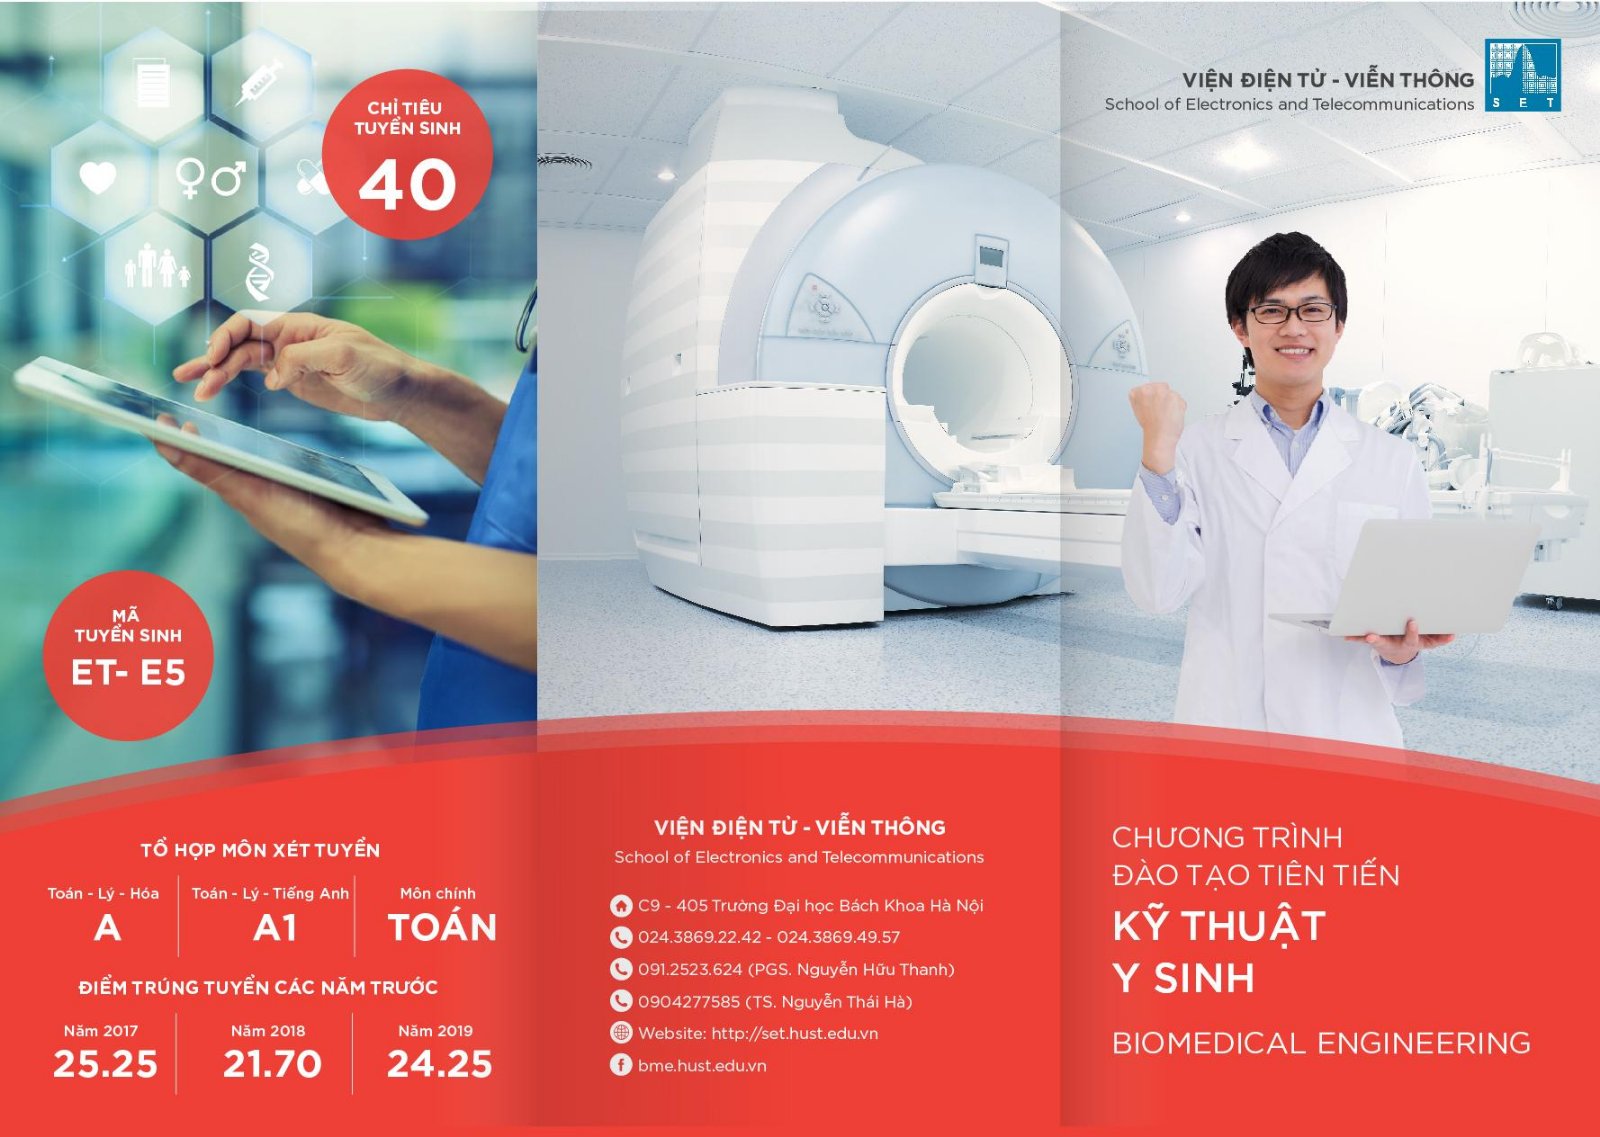 CHỈ TIÊU
TUYỂN SINH
40
MÃ
TUYỂN SINH
ET- E5
TỔ HỢP MÔN XÉT TUYỂN
Toán - Lý - Hóa
A
Toán - Lý - Tiếng Anh
A1
Môn chính
TOÁN
ĐIỂM TRÚNG TUYỂN CÁC NĂM TRƯỚC
Năm 2017
25.25
Năm 2018
21.70
Năm 2019
24.25
VIỆN ĐIỆN TỬ - VIỄN THÔNG
School of Electronics and Telecommunications
C9 - 405 Trường Đại học Bách Khoa Hà Nội
024.3869.22.42 - 024.3869.49.57
091.2523.624 (PGS. Nguyễn Hữu Thanh)
0904277585 (TS. Nguyễn Thái Hà)
Website: http://set.hust.edu.vn
bme.hust.edu.vn
VIỆN ĐIỆN TỬ - VIỄN THÔNG
School of Electronics and Telecommunications
SET
CHƯƠNG TRÌNH
ĐÀO TẠO TIÊN TIẾN
KỸ THUẬT
Y SINH
BIOMEDICAL ENGINEERING